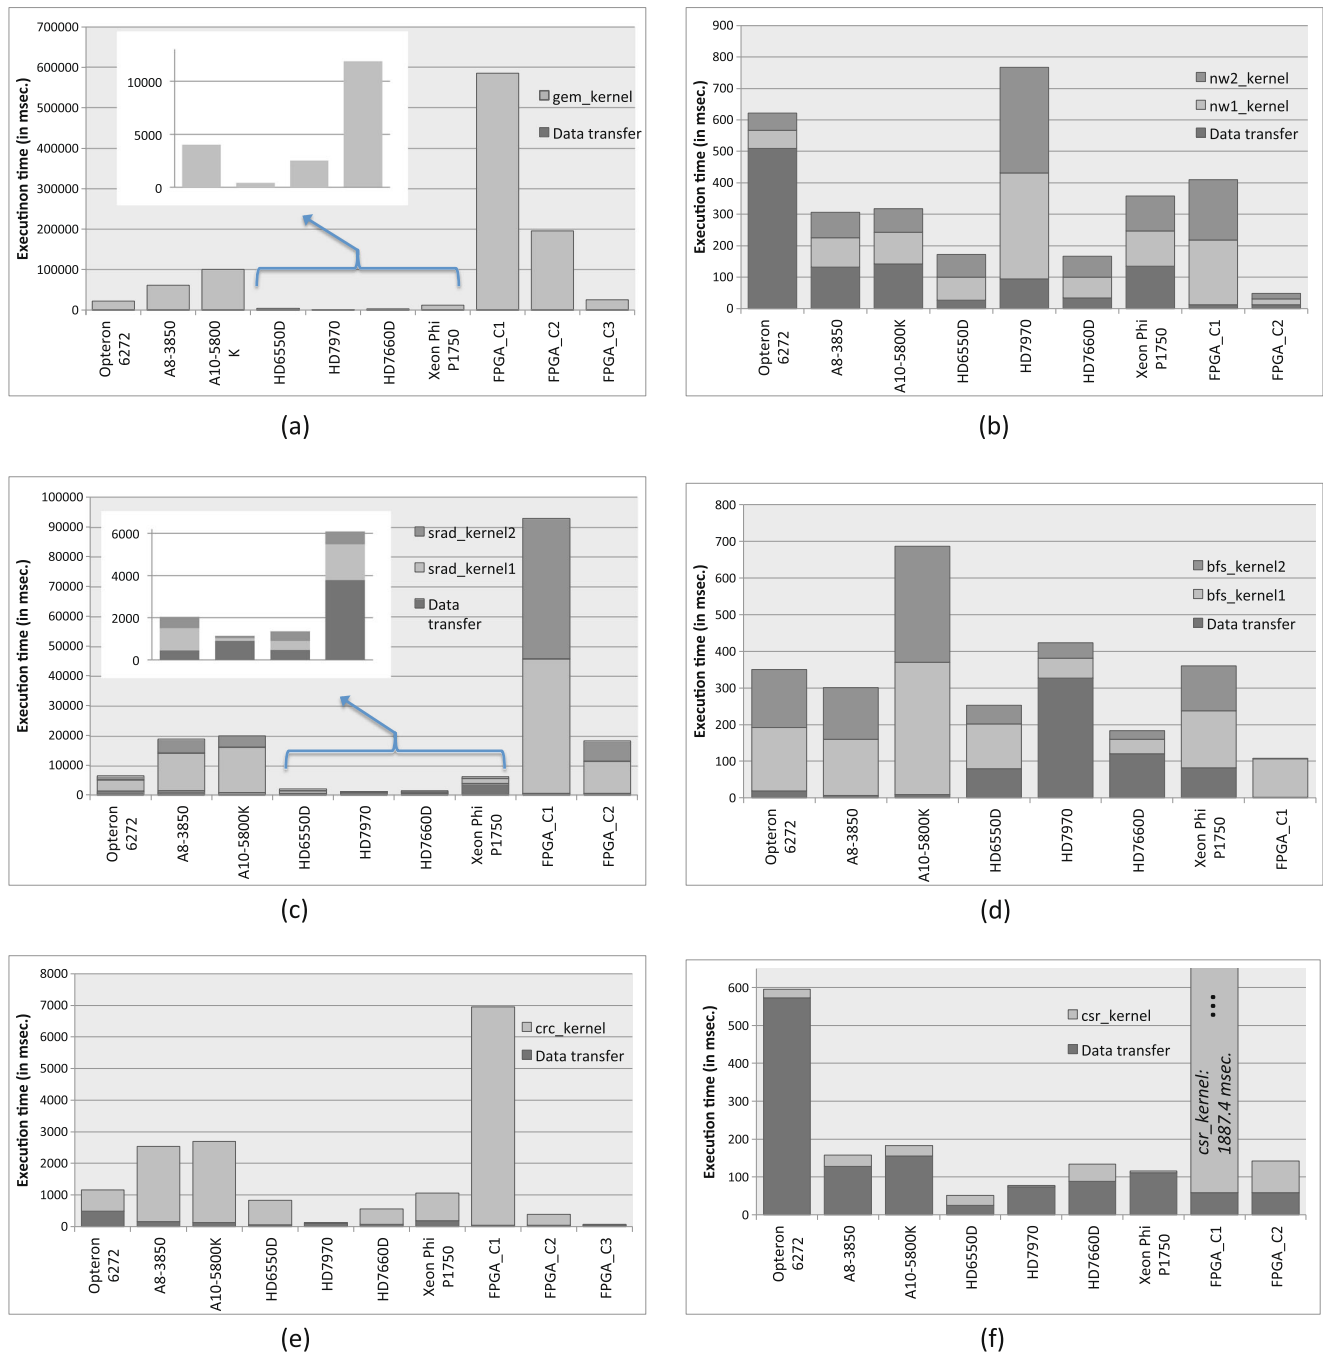 700000
600000
500000
400000
300000
200000
100000
0
Executinon time (in msec.)
10000
5000
0
gem_kernel
Data transfer
Opteron
6272
A8-3850
A10-5800
K
HD6550D
HD7970
HD7660D
Xeon Phi
P1750
FPGA_C1
FPGA_C2
FPGA_C3
(a)
900
800
700
600
500
400
300
200
100
0
Execution time (in msec.)
nw2_kernel
nw1_kernel
Data transfer
Opteron
6272
A8-3850
A10-5800K
HD6550D
HD7970
HD7660D
Xeon Phi
P1750
FPGA_C1
FPGA_C2
(b)
100000
90000
80000
70000
60000
50000
40000
30000
20000
10000
0
Execution time (in msec.)
6000
4000
2000
0
srad_kernel2
srad_kernel1
Data
transfer
Opteron
6272
A8-3850
A10-5800K
HD6550D
HD7970
HD7660D
Xeon Phi
P1750
FPGA_C1
FPGA_C2
(c)
800
700
600
500
400
300
200
100
0
Execution time (in msec.)
bfs_kernel2
bfs_kernel1
Data transfer
Opteron
6272
A8-3850
A10-5800K
HD6550D
HD7970
HD7660D
Xeon Phi
P1750
FPGA_C1
(d)
8000
7000
6000
5000
4000
3000
2000
1000
0
Execution time (in msec.)
crc_kernel
Data transfer
Opteron
6272
A8-3850
A10-5800K
HD6550D
HD7970
HD7660D
Xeon Phi
P1750
FPGA_C1
FPGA_C2
FPGA_C3
(e)
600
500
400
300
200
100
0
Execution time (in msec.)
csr_kernel
Data transfer
...
csr_kernel:
1887.4 msec.
Opteron
6272
A8-3850
A10-5800K
HD6550D
HD7970
HD7660D
Xeon Phi
P1750
FPGA_C1
FPGA_C2
(f)